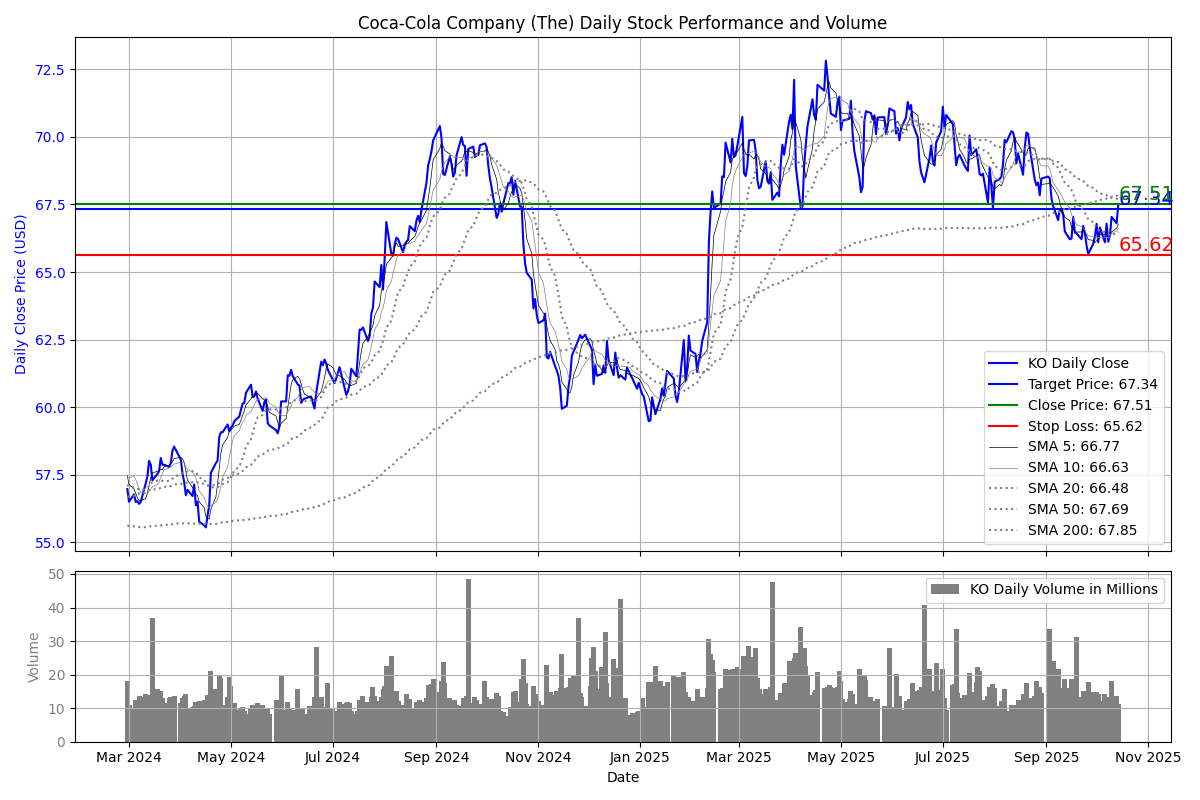 Coca-Cola Company (The) Daily Stock Performance and Volume
Daily Close Price (USD)
72.5
70.0
67.5
65.0
62.5
60.0
57.5
55.0
67.51
67.34
65.62
KO Daily Close
Target Price: 67.34
Close Price: 67.51
Stop Loss: 65.62
SMA 5: 66.77
SMA 10: 66.63
SMA 20: 66.48
SMA 50: 67.69
SMA 200: 67.85
Volume
50
40
30
20
10
0
KO Daily Volume in Millions
Mar 2024 May 2024 Jul 2024 Sep 2024 Nov 2024 Jan 2025 Mar 2025 May 2025 Jul 2025 Sep 2025 Nov 2025
Date